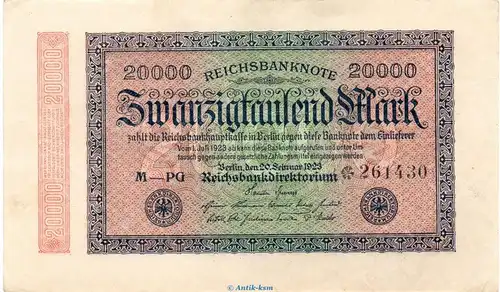 20000 REICHSBANKNOTE 20000
Zwanzigtausend Mark
zahlt die Reichsbankhauptkasse in Berlin gegen diese Banknote dem Einlieferer
Vom 1. Juli 1923 ab kann diese Banknote aufgerufen und unter Um-
tausch gegen andere gesetzliche Zahlungsmittel eingezogen werden
Berlin, den 20. Februar 1923
M—PG Reichsbankdirektorium 261430
20000
20000
© Antik-ksm